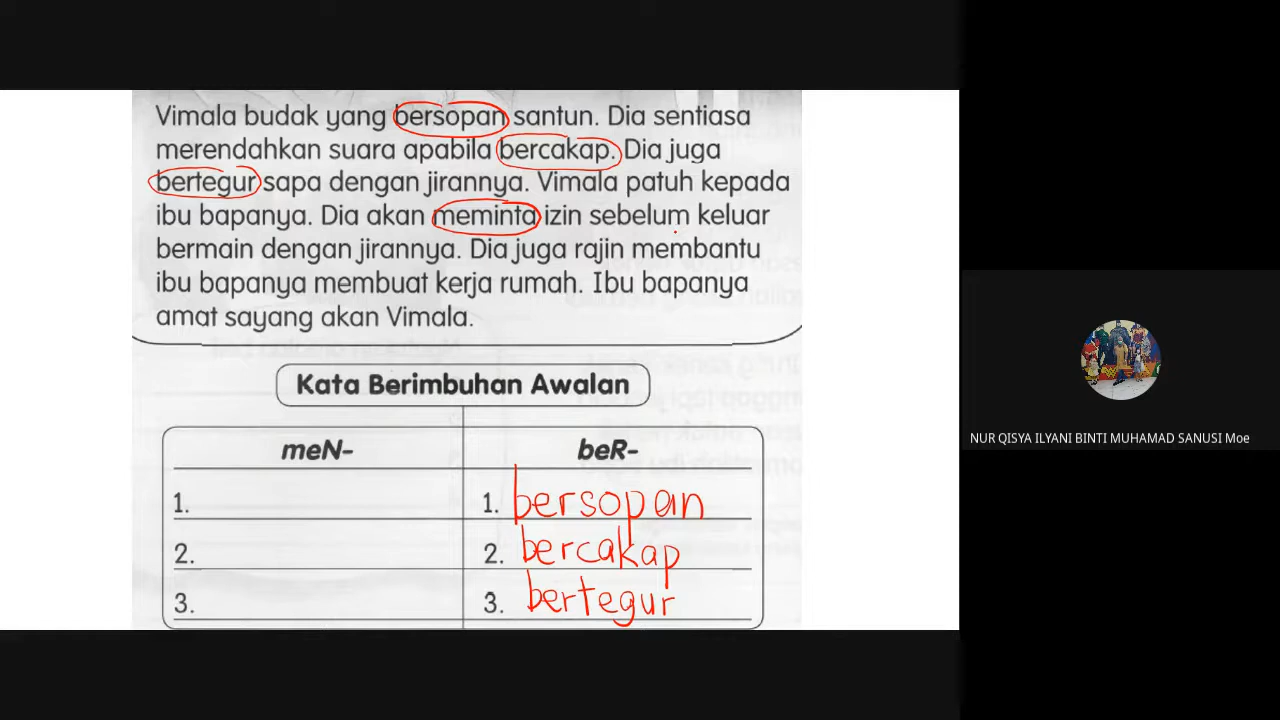 Vimala budak yang bersopan santun. Dia sentiasa
merendahkan suara apabila bercakap. Dia juga
bertegur sapa dengan jirannya. Vimala patuh kepada
ibu bapanya. Dia akan meminta izin sebelum keluar
bermain dengan jirannya. Dia juga rajin membantu
ibu bapanya membuat kerja rumah. Ibu bapanya
amat sayang akan Vimala.
Kata Berimbuhan Awalan
meN- beR-
1. 1. bersopan
2. 2. bercakap
3. 3. bertegur
NUR QISYA ILYANI BINTI MUHAMAD SANUSI Moe